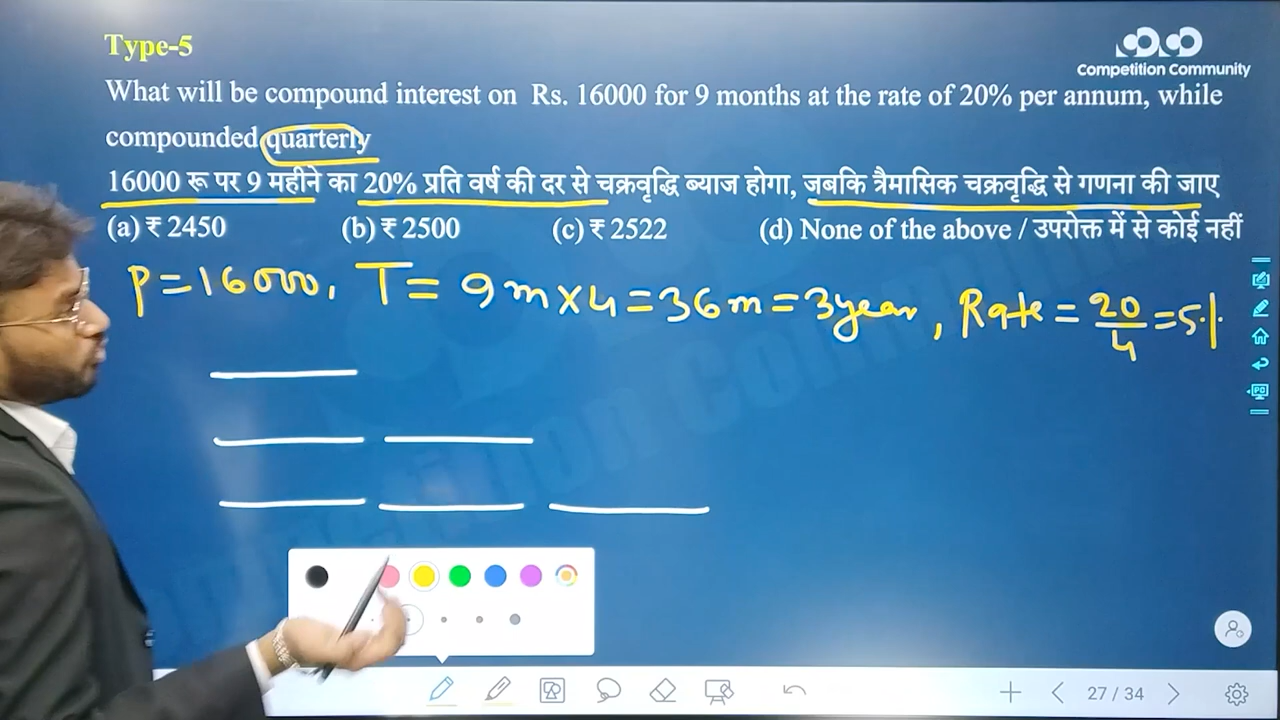 Type-5
Competition Community
What will be compound interest on Rs. 16000 for 9 months at the rate of 20% per annum, while
compounded quarterly
16000 रू पर 9 महीने का 20% प्रति वर्ष की दर से चक्रवृद्धि ब्याज होगा, जबकि त्रैमासिक चक्रवृद्धि से गणना की जाए
(a) ₹ 2450 (b) ₹ 2500 (c) ₹ 2522 (d) None of the above / उपरोक्त में से कोई नहीं
P=16000, T= 9m×4=36m=3year, Rate = 20/4 =5%
27 / 34